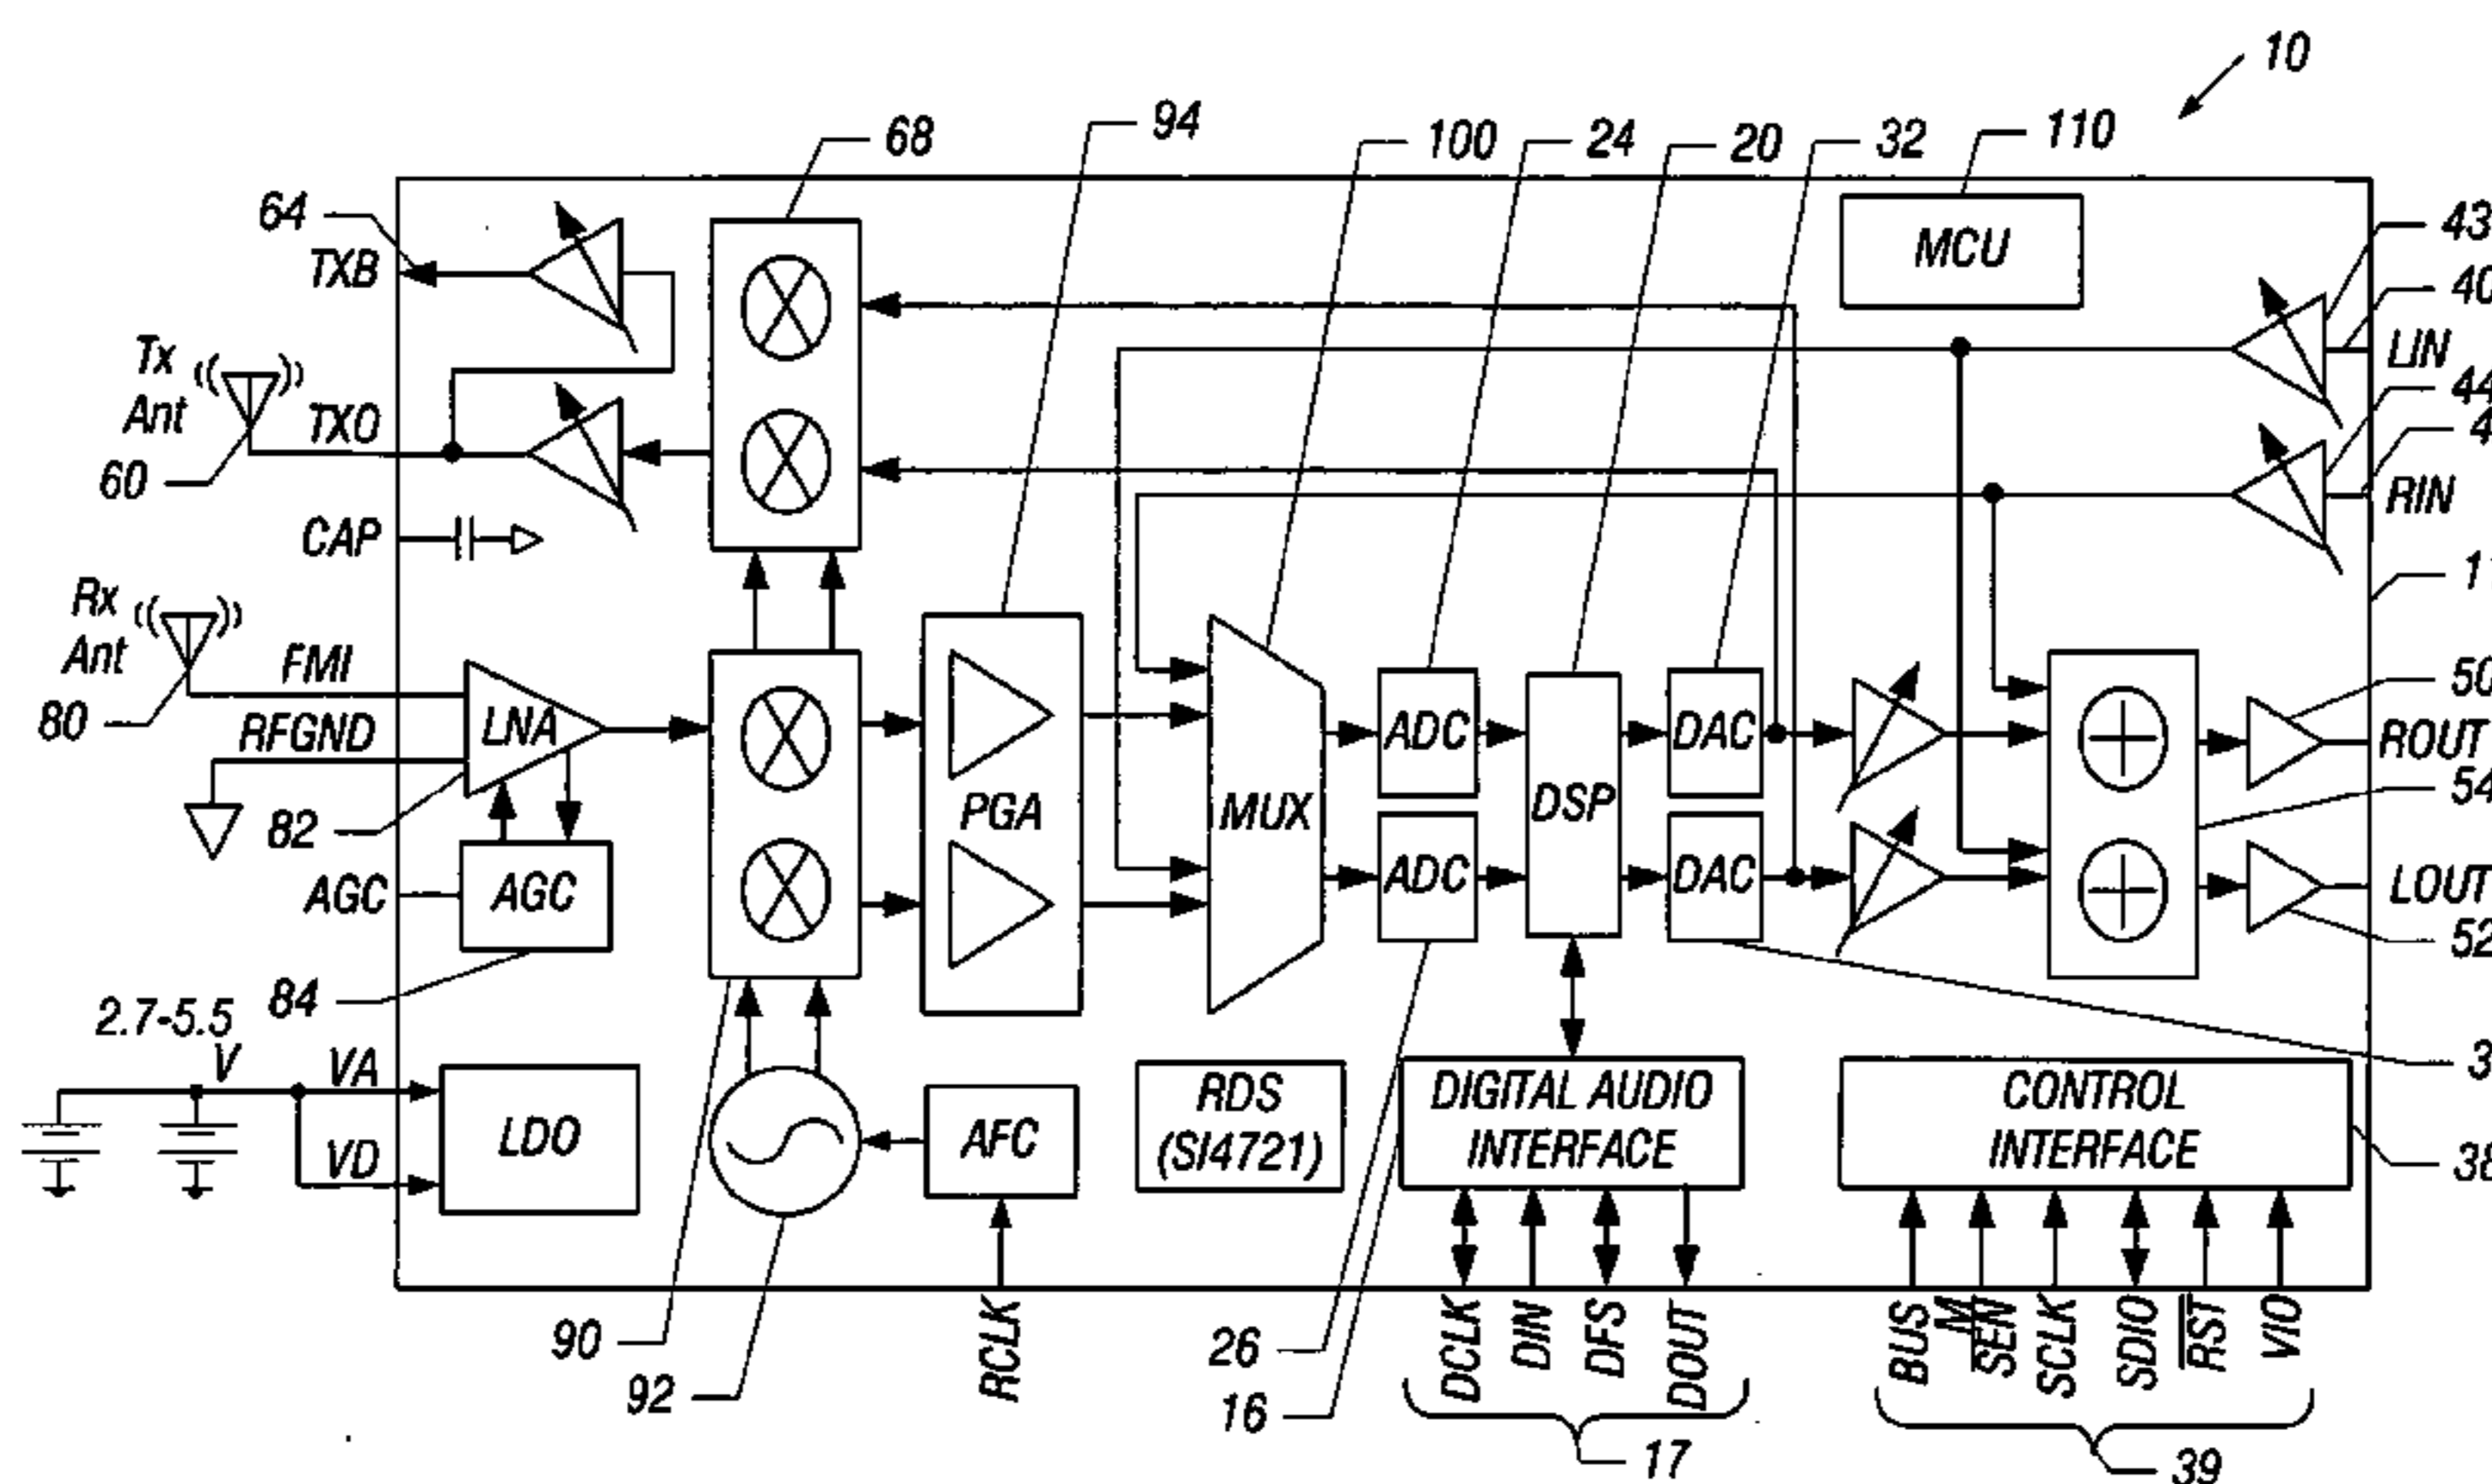 10
68
94
100
24
20
32
110
64
TXB
MCU
43
40
LIN
Tx
Ant
TXO
60
44
RIN
CAP
Rx
Ant
FMI
RFGND
80
LNA
82
AGC
AGC
84
PGA
MUX
ADC
ADC
DSP
DAC
DAC
50
ROUT
54
LOUT
52
2.7-5.5
V
VA
VD
LDO
AFC
RDS
(SI4721)
DIGITAL AUDIO
INTERFACE
CONTROL
INTERFACE
38
90
92
RCLK
26
16
DCLK
DIN
DFS
DOUT
BUS
M
SEN
SCLK
SDIO
RST
VIO
17
39